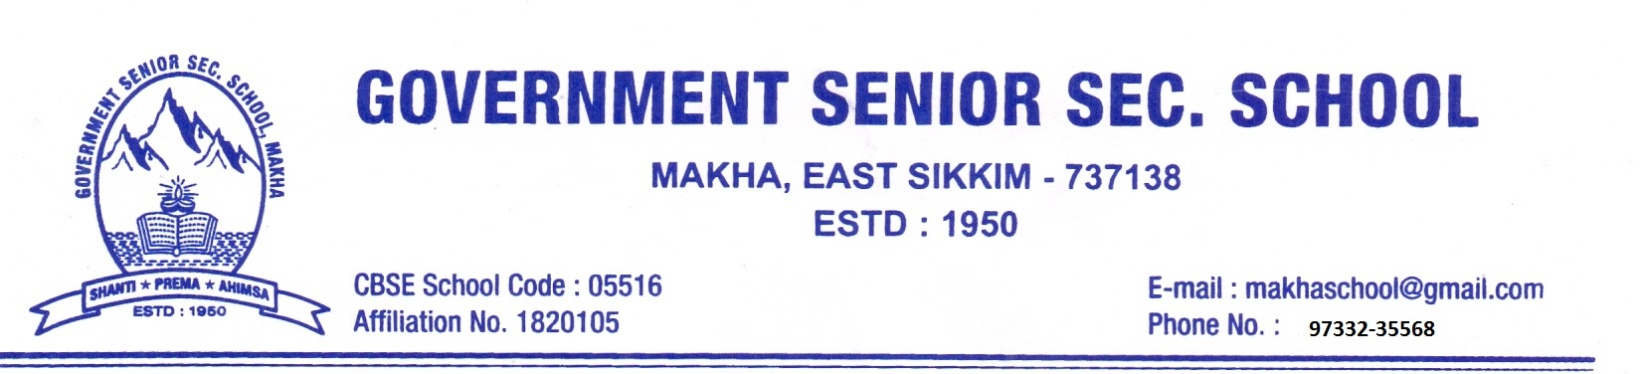 GOVERNMENT SENIOR SEC. SCHOOL, MAKHA
SHANTI ★ PREMA ★ AHIMSA
ESTD : 1950
GOVERNMENT SENIOR SEC. SCHOOL
MAKHA, EAST SIKKIM - 737138
ESTD : 1950
CBSE School Code : 05516
Affiliation No. 1820105
E-mail : makhaschool@gmail.com
Phone No. : 97332-35568